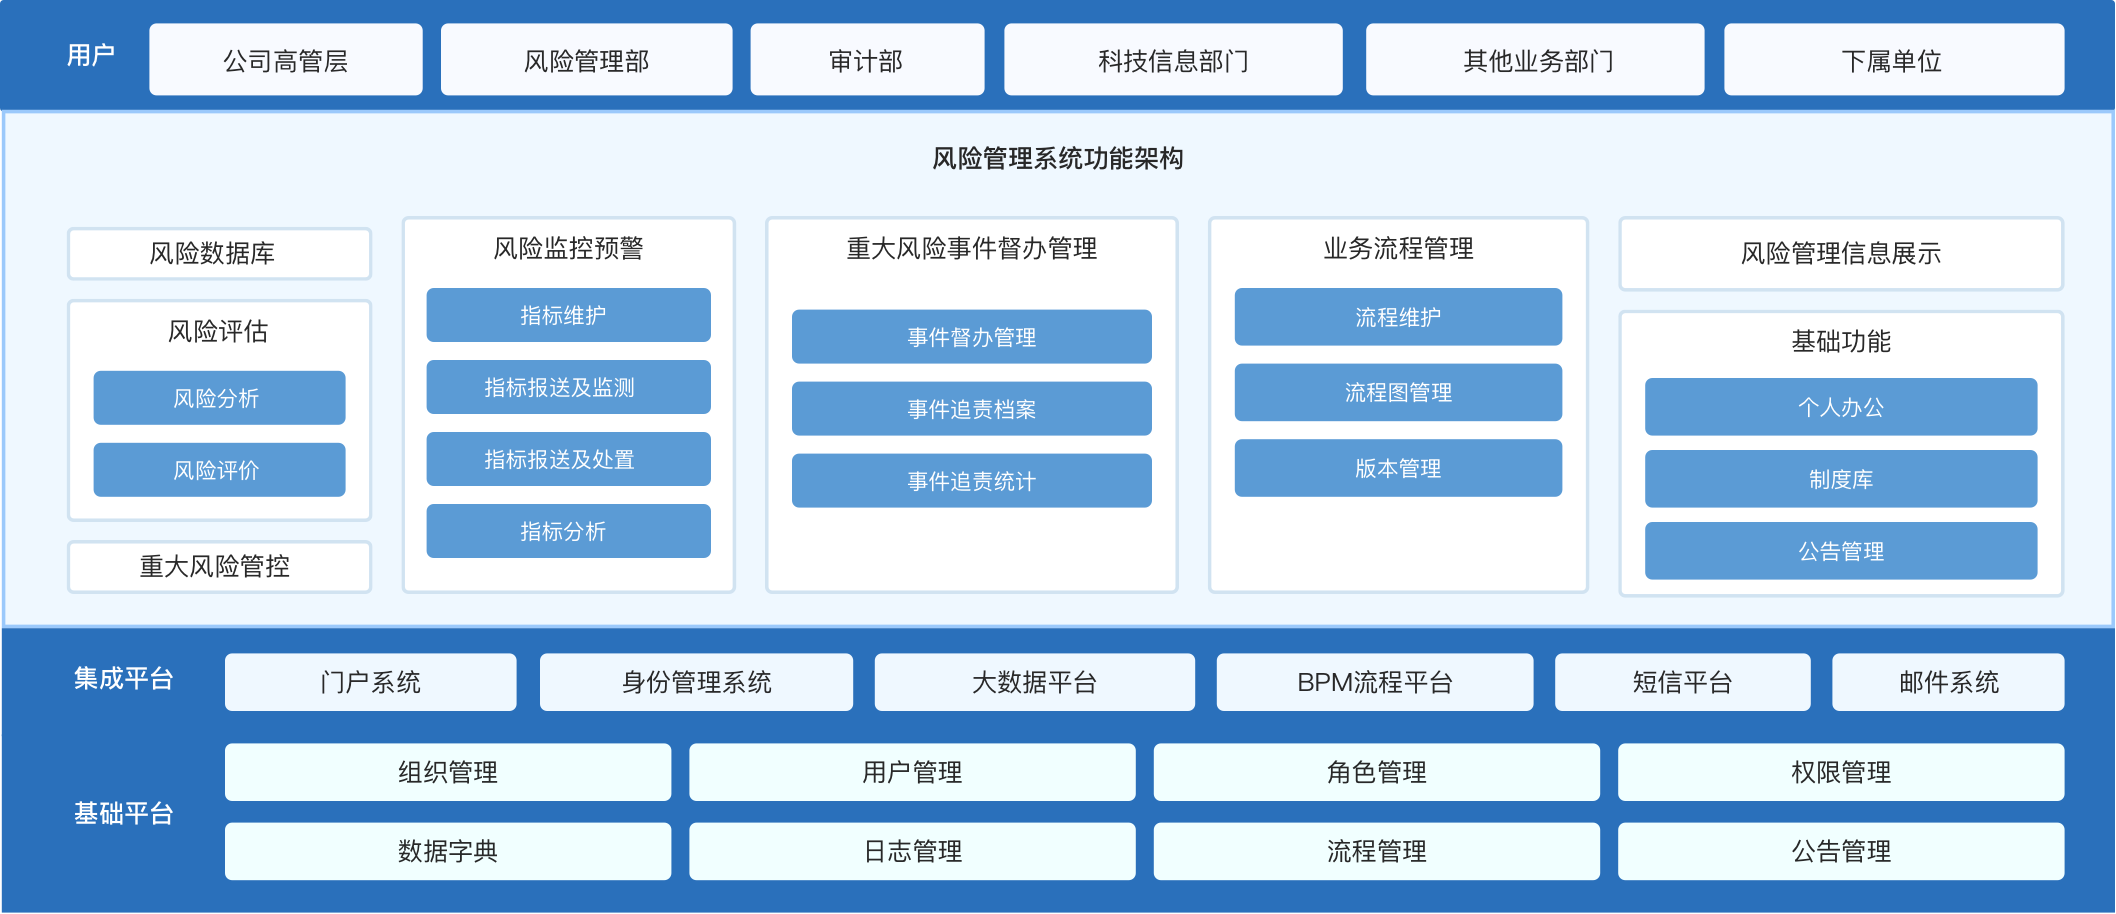 用户
公司高管层
风险管理部
审计部
科技信息部门
其他业务部门
下属单位
风险管理系统功能架构
风险数据库
风险评估
风险分析
风险评价
重大风险管控
风险监控预警
指标维护
指标报送及监测
指标报送及处置
指标分析
重大风险事件督办管理
事件督办管理
事件追责档案
事件追责统计
业务流程管理
流程维护
流程图管理
版本管理
风险管理信息展示
基础功能
个人办公
制度库
公告管理
集成平台
门户系统
身份管理系统
大数据平台
BPM流程平台
短信平台
邮件系统
基础平台
组织管理
用户管理
角色管理
权限管理
数据字典
日志管理
流程管理
公告管理